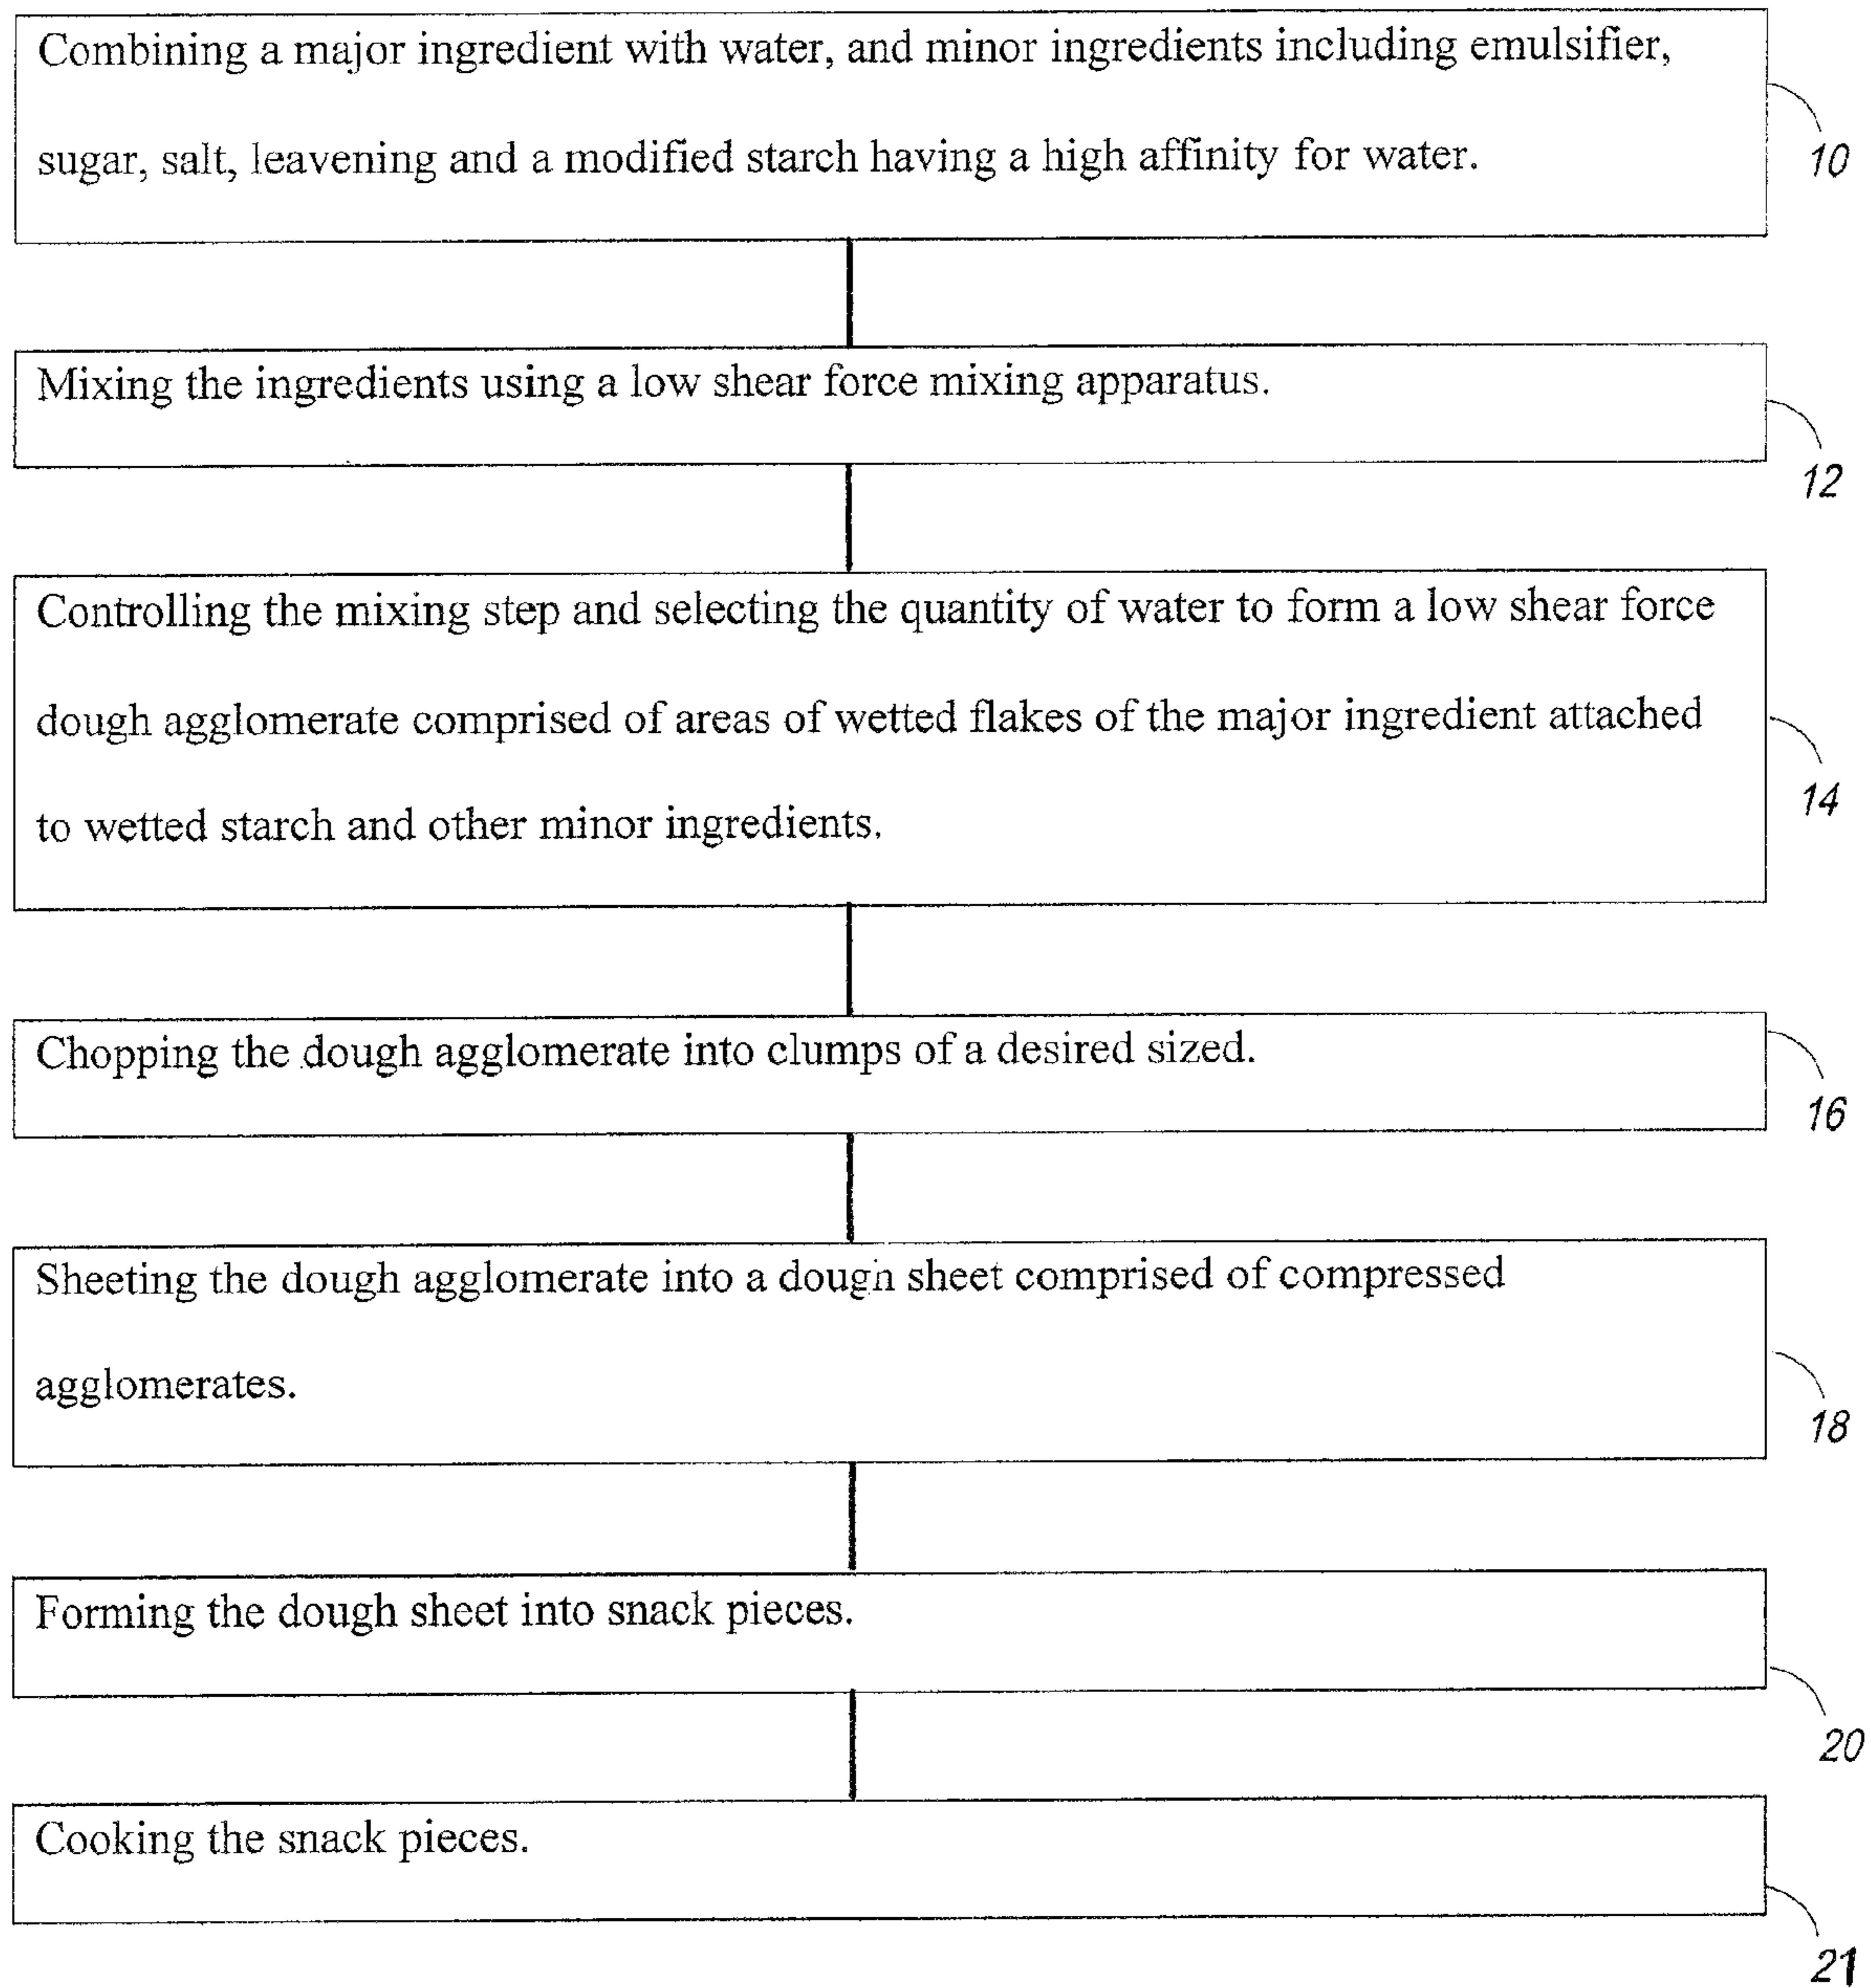 Combining a major ingredient with water, and minor ingredients including emulsifier,
sugar, salt, leavening and a modified starch having a high affinity for water.
10
Mixing the ingredients using a low shear force mixing apparatus.
12
Controlling the mixing step and selecting the quantity of water to form a low shear force
dough agglomerate comprised of areas of wetted flakes of the major ingredient attached
14
to wetted starch and other minor ingredients.
Chopping the dough agglomerate into clumps of a desired sized.
16
Sheeting the dough agglomerate into a dough sheet comprised of compressed
agglomerates.
18
Forming the dough sheet into snack pieces.
20
Cooking the snack pieces.
21